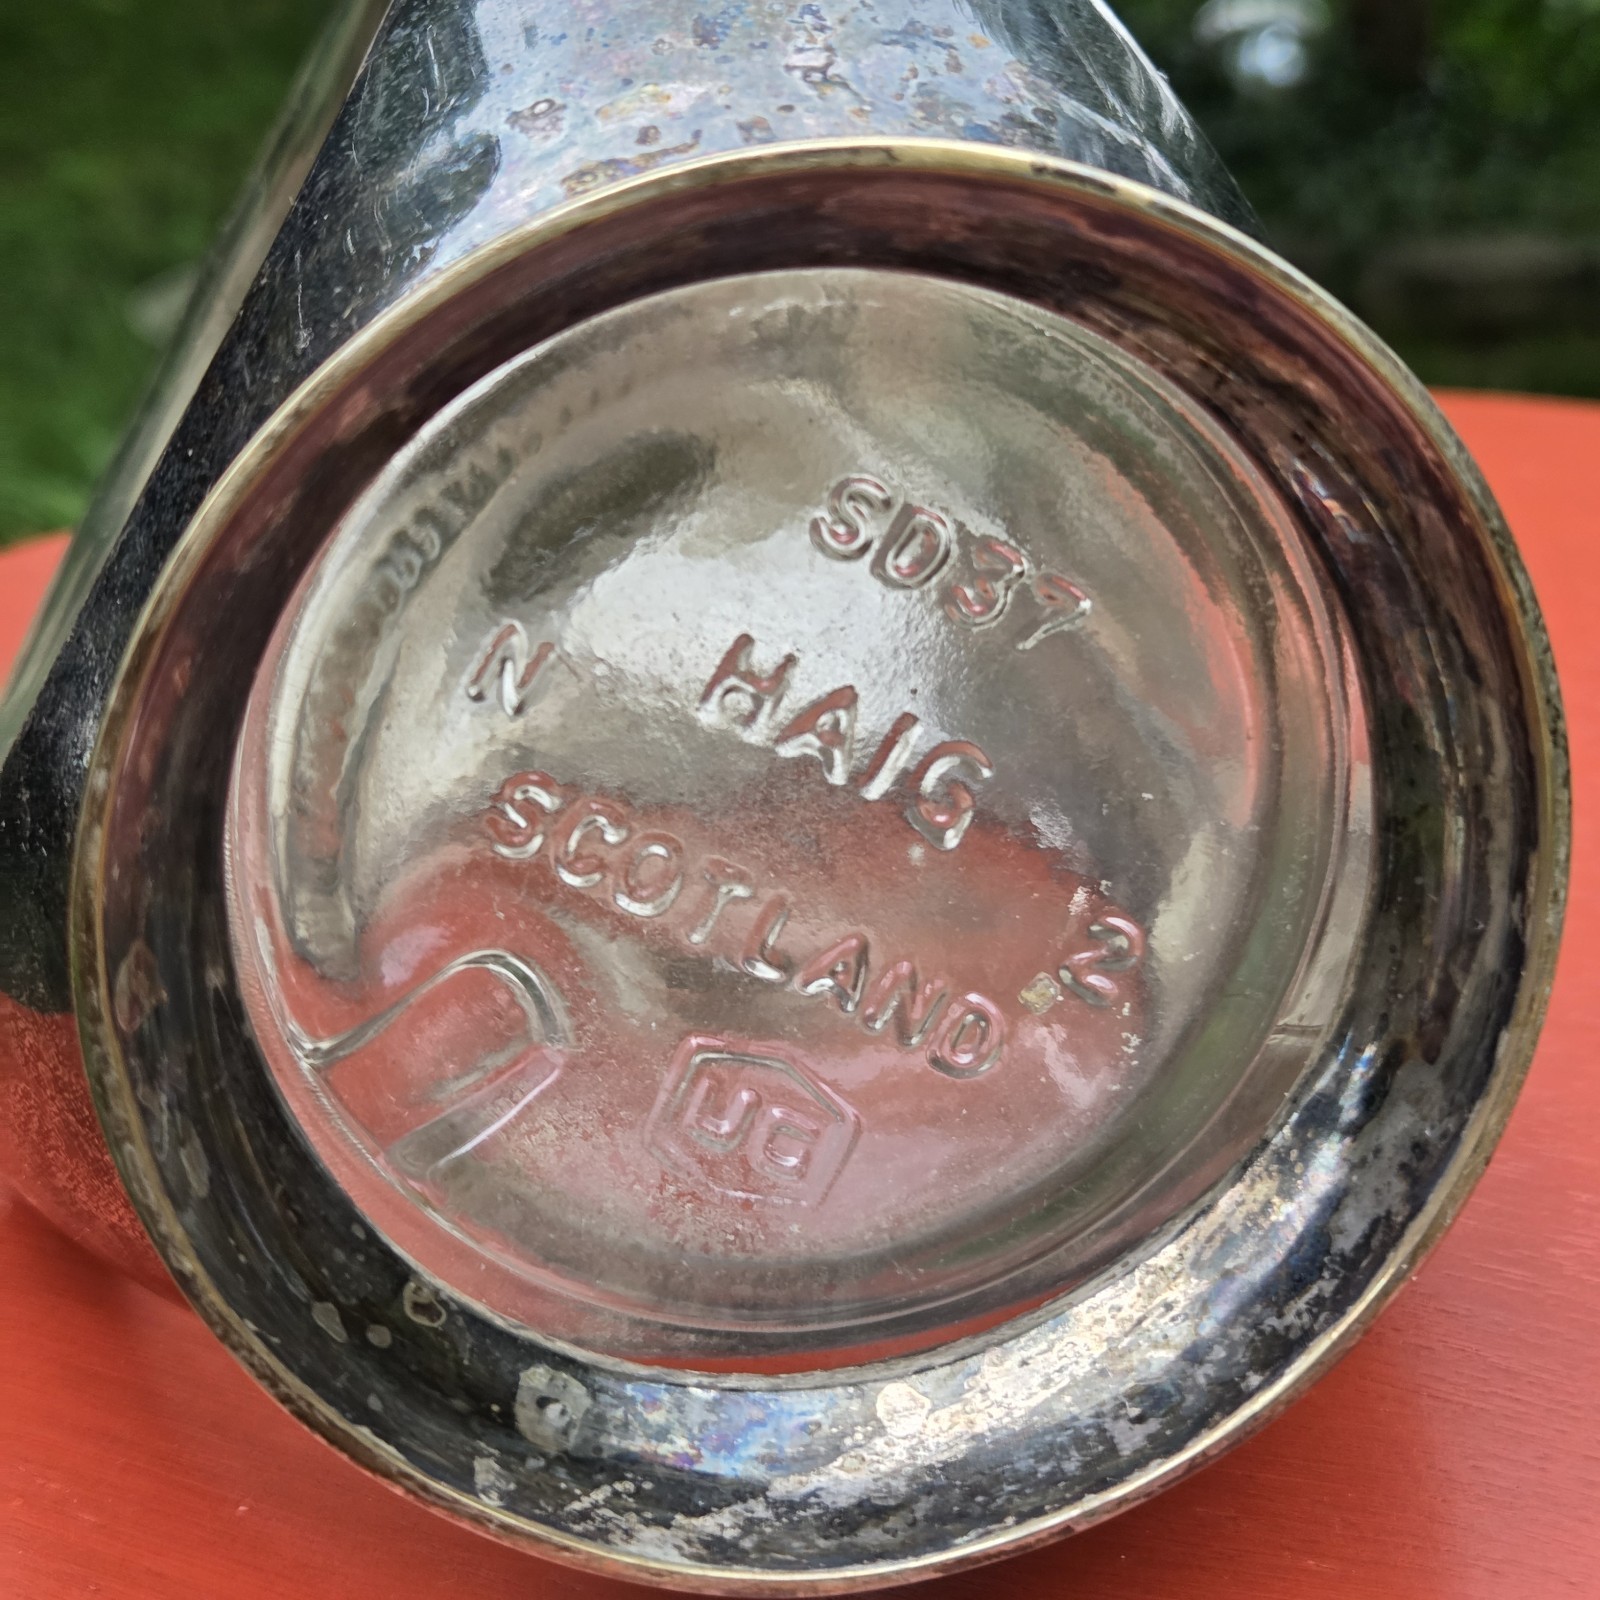 SD37
N HAIG
SCOTLAND 2
UG